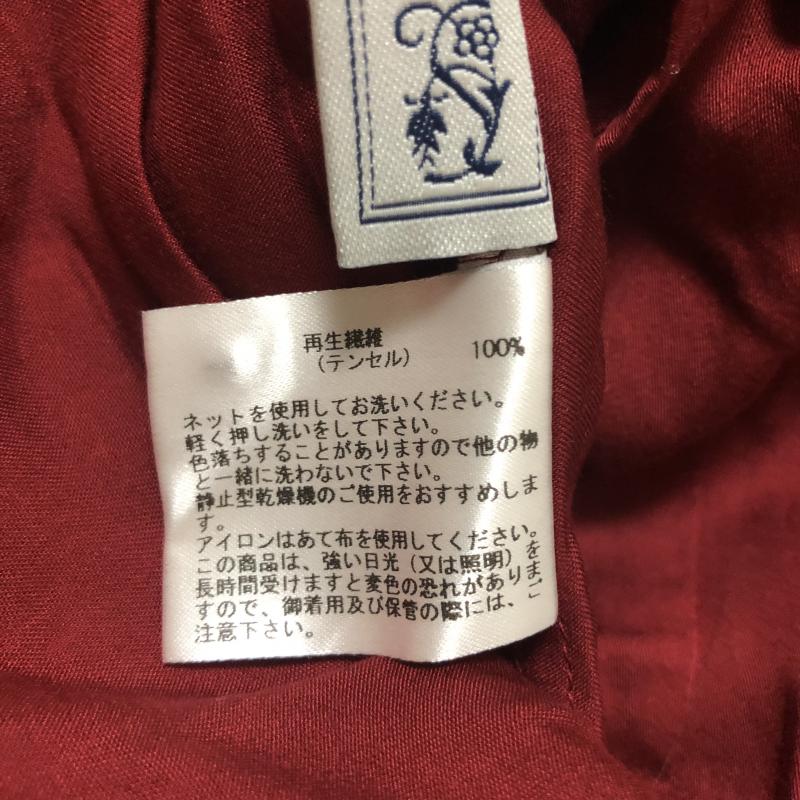 再生繊維 100%
(テンセル)
ネットを使用してお洗いください。
軽く押し洗いをして下さい。
色落ちすることがありますので他の物
と一緒に洗わないで下さい。
静止型乾燥機のご使用をおすすめしま
す。
アイロンはあて布を使用してください。
この商品は、強い日光(又は照明)を
長時間受けますと変色の恐れがありま
すので、御着用及び保管の際には、ご
注意下さい。